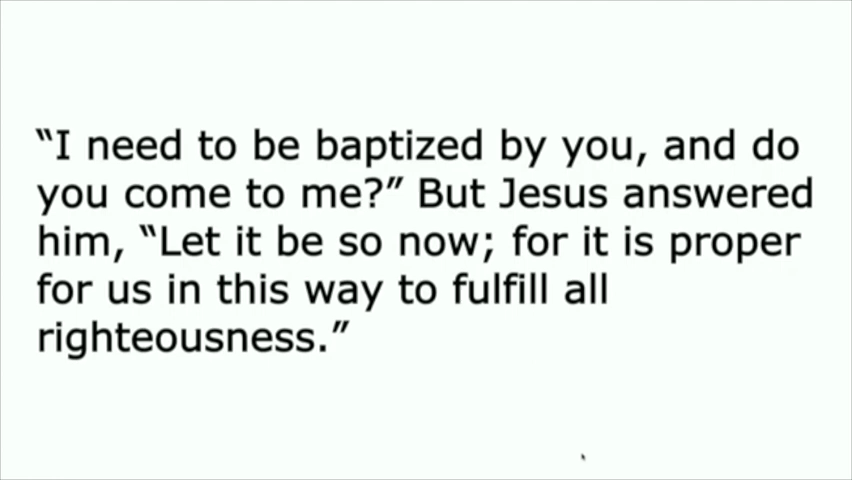 “I need to be baptized by you, and do
you come to me?” But Jesus answered
him, “Let it be so now; for it is proper
for us in this way to fulfill all
righteousness.”